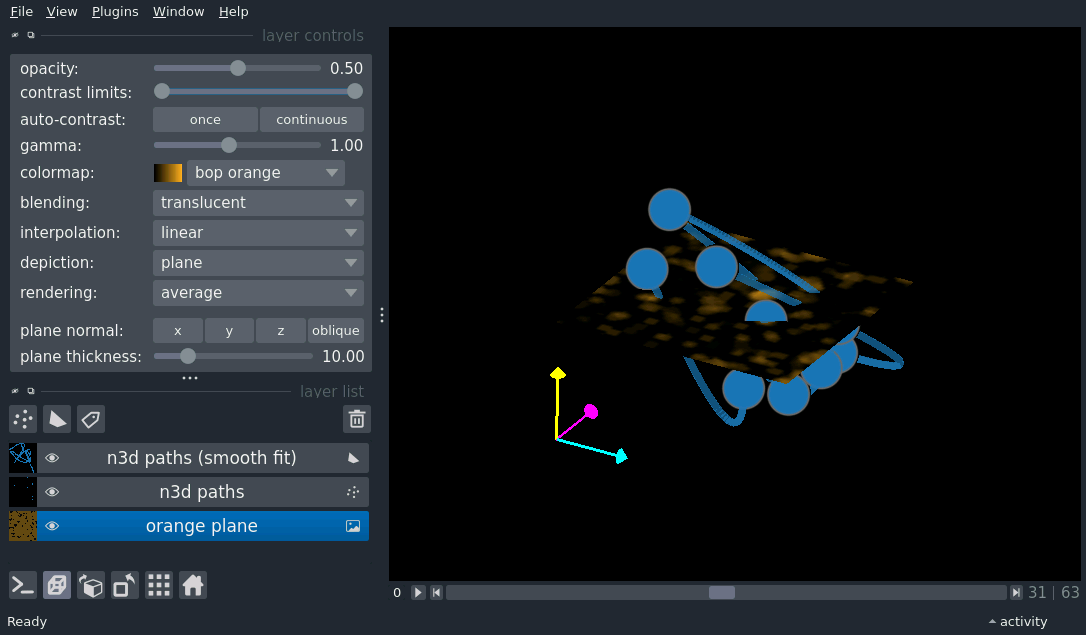 File View Plugins Window Help
layer controls
opacity: 0.50
contrast limits:
auto-contrast: once continuous
gamma: 1.00
colormap: bop orange
blending: translucent
interpolation: linear
depiction: plane
rendering: average
plane normal: x y z oblique
plane thickness: 10.00
layer list
n3d paths (smooth fit)
n3d paths
orange plane
0 31 | 63
Ready activity